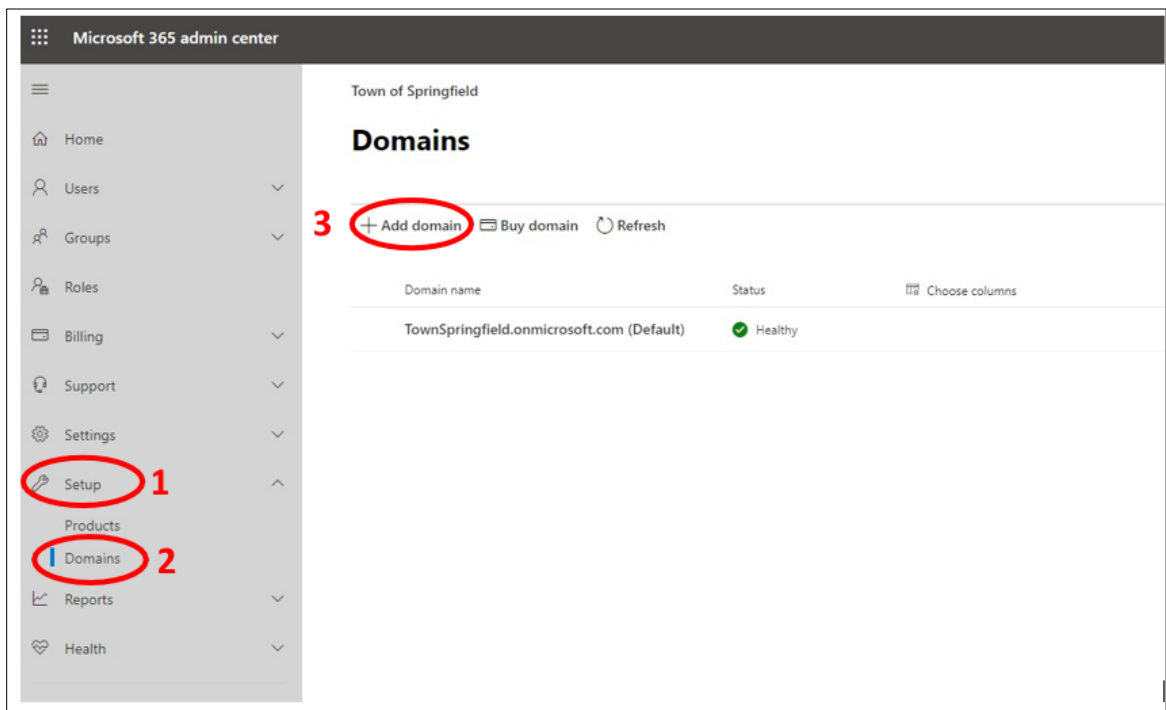 Microsoft 365 admin center
Town of Springfield
Home
Domains
Users
3 Add domain Buy domain Refresh
Groups
Roles
Domain name Status Choose columns
Billing
TownSpringfield.onmicrosoft.com (Default) Healthy
Support
Settings
Setup 1
Products
Domains 2
Reports
Health